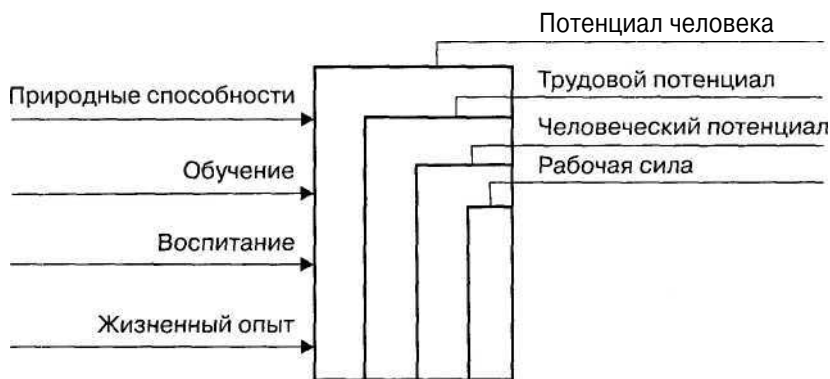 Потенциал человека
Природные способности
Трудовой потенциал
Человеческий потенциал
Обучение
Рабочая сила
Воспитание
Жизненный опыт